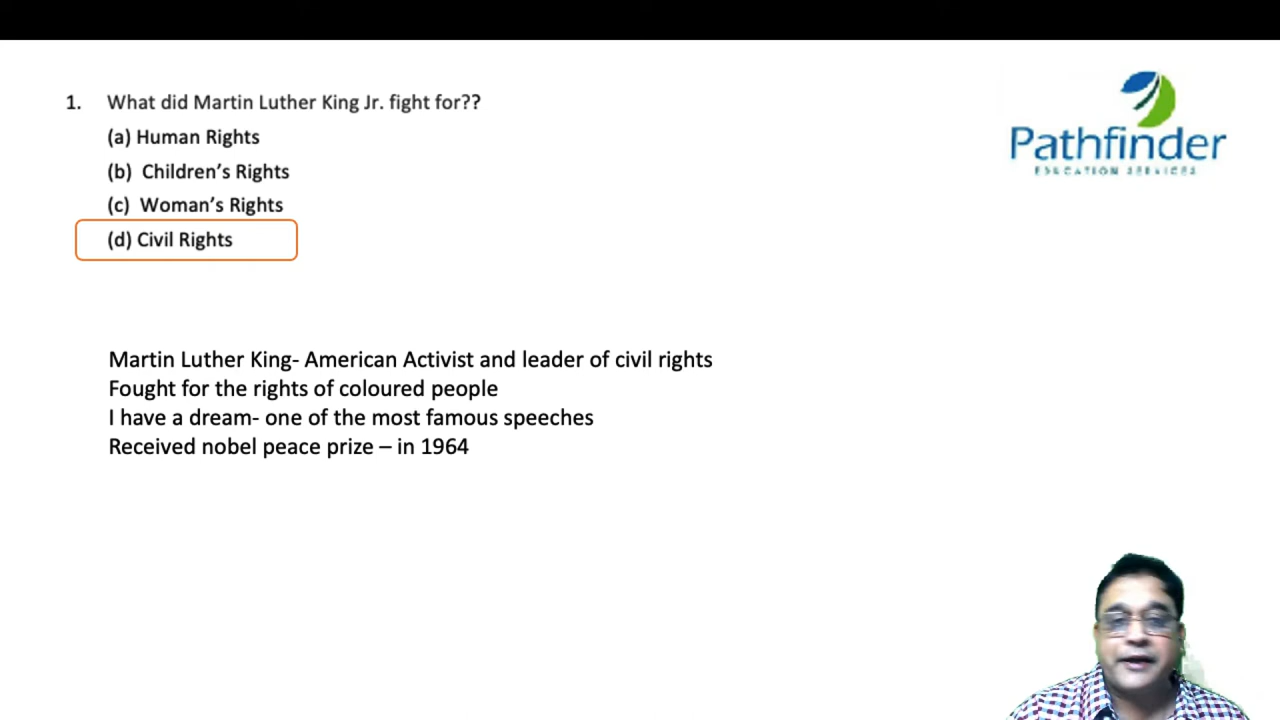 1. What did Martin Luther King Jr. fight for??
(a) Human Rights
(b) Children's Rights
(c) Woman's Rights
(d) Civil Rights
Pathfinder
EDUCATION SERVICES
Martin Luther King- American Activist and leader of civil rights
Fought for the rights of coloured people
I have a dream- one of the most famous speeches
Received nobel peace prize – in 1964